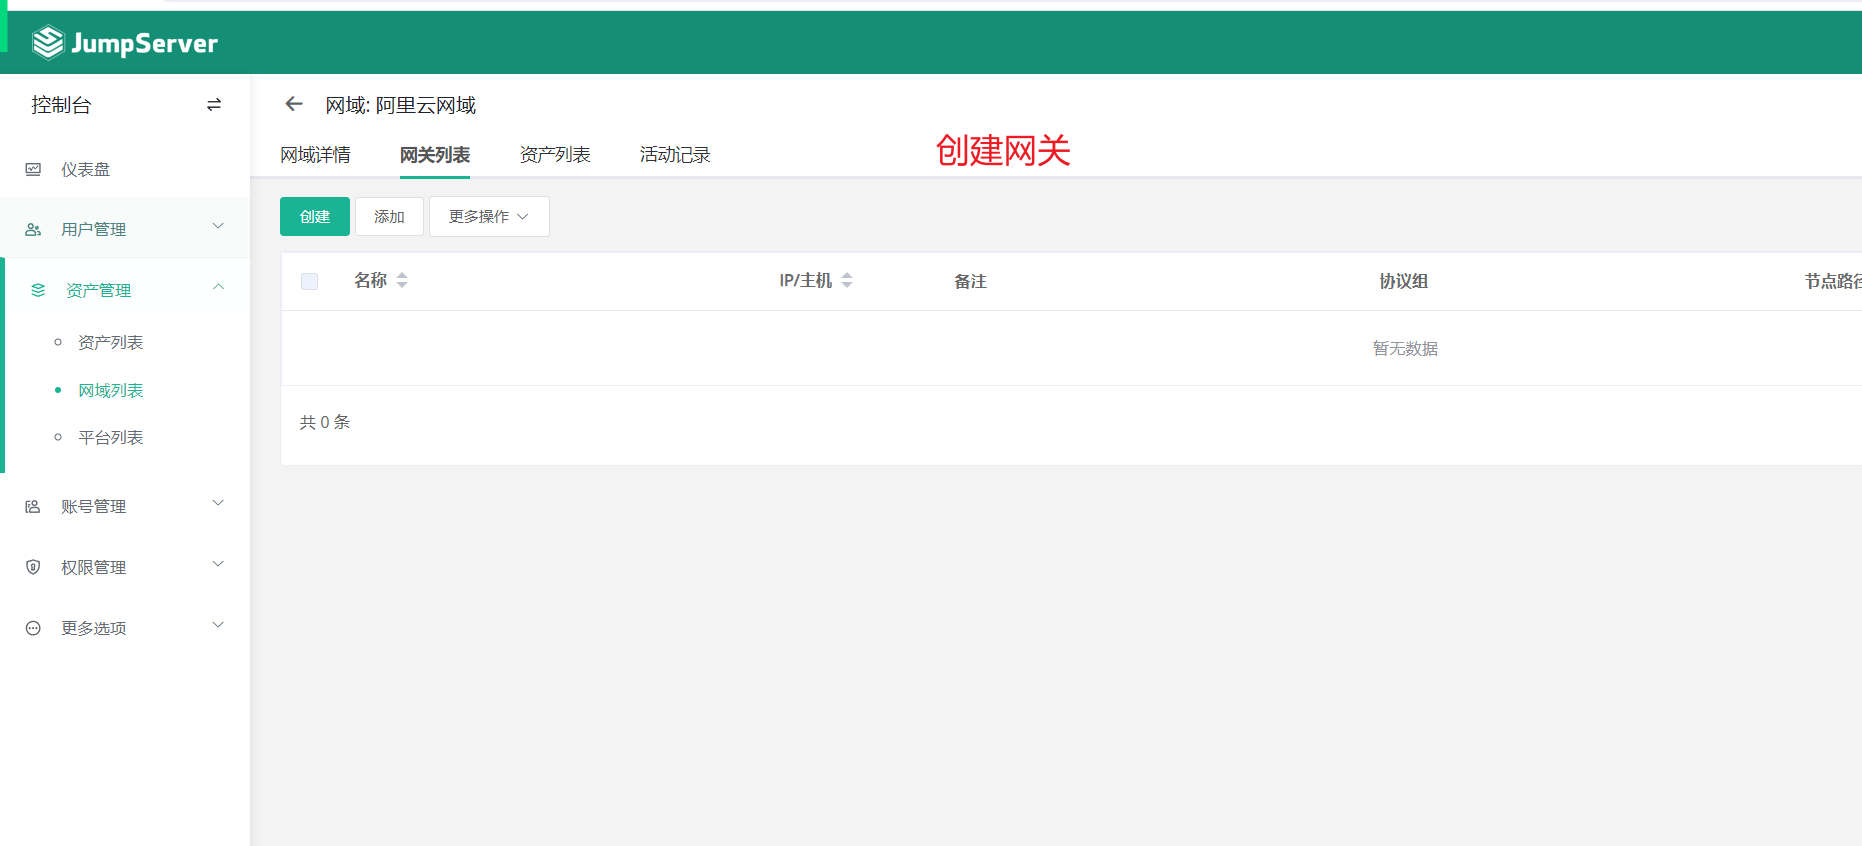 JumpServer
控制台
网域: 阿里云网域
网域详情
网关列表
资产列表
活动记录
创建网关
仪表盘
用户管理
资产管理
资产列表
网域列表
平台列表
账号管理
权限管理
更多选项
创建
添加
更多操作
名称
IP/主机
备注
协议组
节点路径
暂无数据
共 0 条